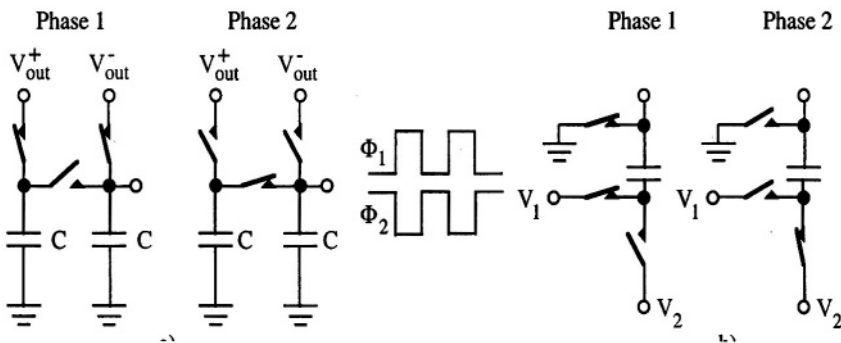 Phase 1
Phase 2
Phase 1
Phase 2
V⁺out
V⁻out
V⁺out
V⁻out
Φ₁
Φ₂
C
C
C
C
V₁
V₂
V₁
V₂